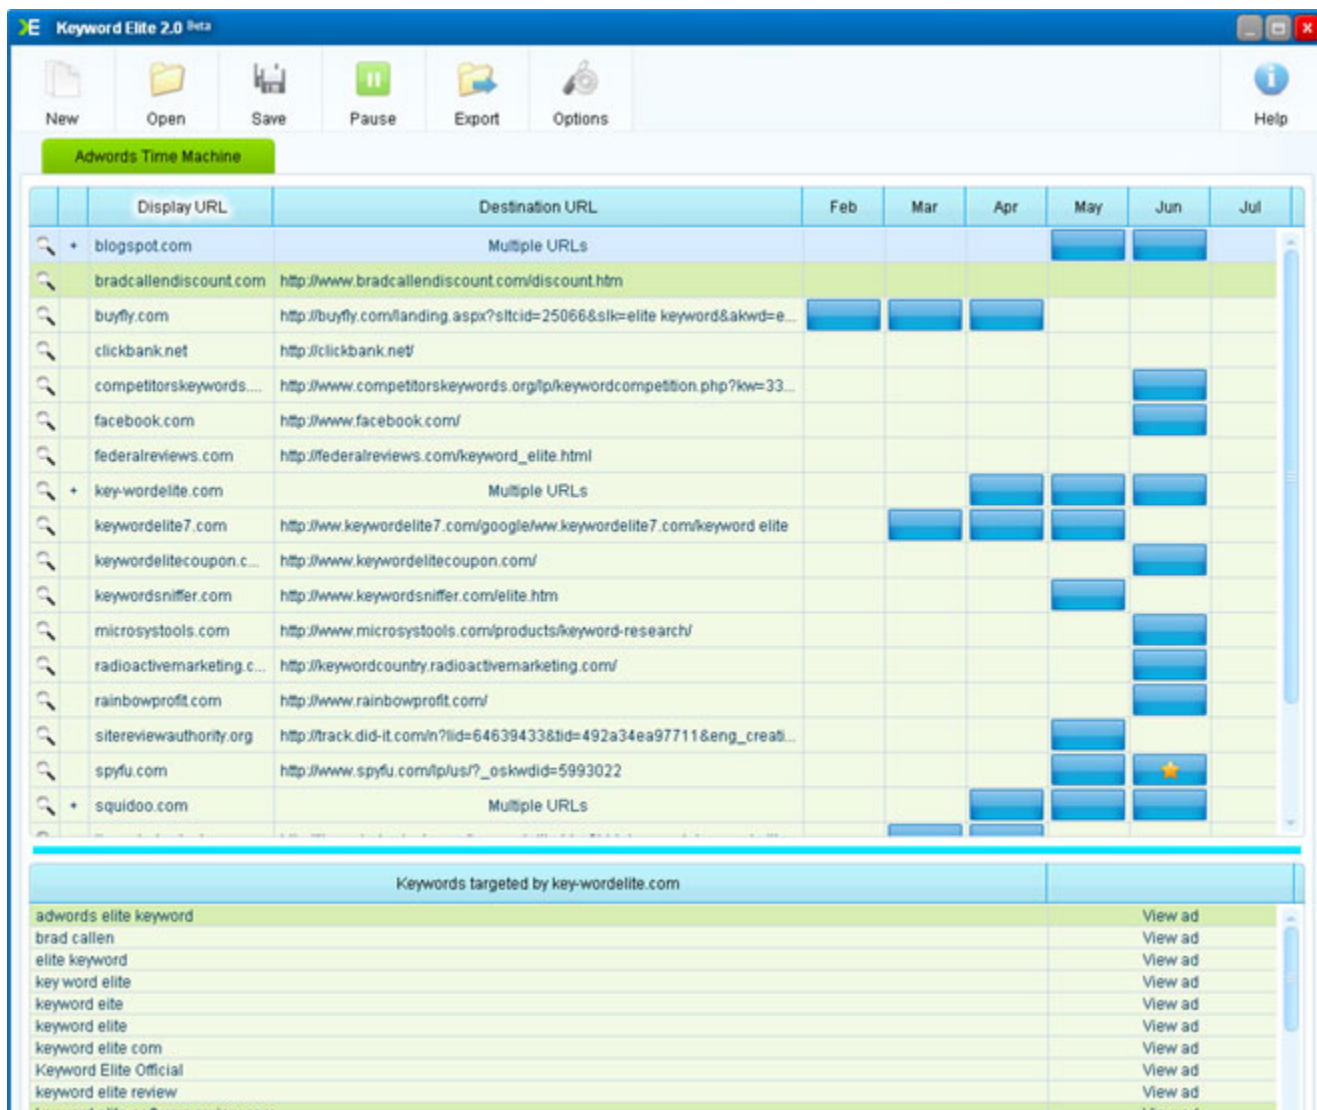 Keyword Elite 2.0 Beta
New Open Save Pause Export Options Help
Adwords Time Machine
Display URL Destination URL Feb Mar Apr May Jun Jul
+ blogspot.com Multiple URLs
bradcallendiscount.com http://www.bradcallendiscount.com/discount.htm
buyfly.com http://buyfly.com/landing.aspx?sltcid=25066&slk=elite keyword&akwd=e...
clickbank.net http://clickbank.net/
competitorskeywords.... http://www.competitorskeywords.org/lp/keywordcompetition.php?kw=33...
facebook.com http://www.facebook.com/
federalreviews.com http://federalreviews.com/keyword_elite.html
+ key-wordelite.com Multiple URLs
keywordelite7.com http://ww.keywordelite7.com/google/ww.keywordelite7.com/keyword elite
keywordelitecoupon.c... http://www.keywordelitecoupon.com/
keywordsniffer.com http://www.keywordsniffer.com/elite.htm
microsystools.com http://www.microsystools.com/products/keyword-research/
radioactivemarketing.c... http://keywordcountry.radioactivemarketing.com/
rainbowprofit.com http://www.rainbowprofit.com/
sitereviewauthority.org http://track.did-it.com/n?lid=64639433&tid=492a34ea97711&eng_creati...
spyfu.com http://www.spyfu.com/lp/us/?_oskwdid=5993022
+ squidoo.com Multiple URLs
Keywords targeted by key-wordelite.com
adwords elite keyword View ad
brad callen View ad
elite keyword View ad
key word elite View ad
keyword eite View ad
keyword elite View ad
keyword elite com View ad
Keyword Elite Official View ad
keyword elite review View ad